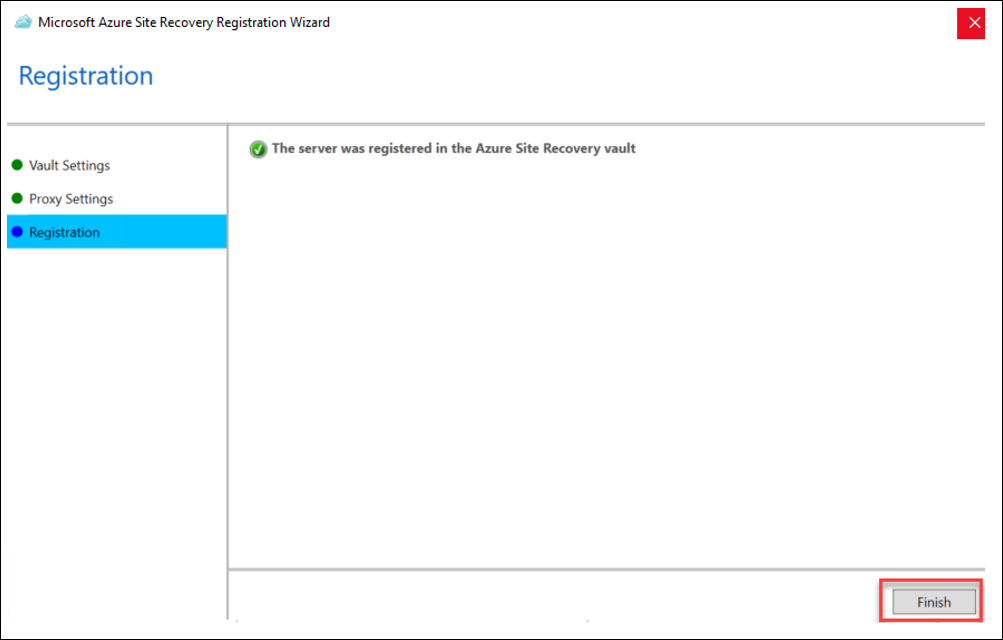 Microsoft Azure Site Recovery Registration Wizard
Registration
Vault Settings
Proxy Settings
Registration
The server was registered in the Azure Site Recovery vault
Finish